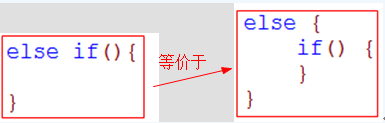 else if(){
}
等价于
else {
if() {
}
}